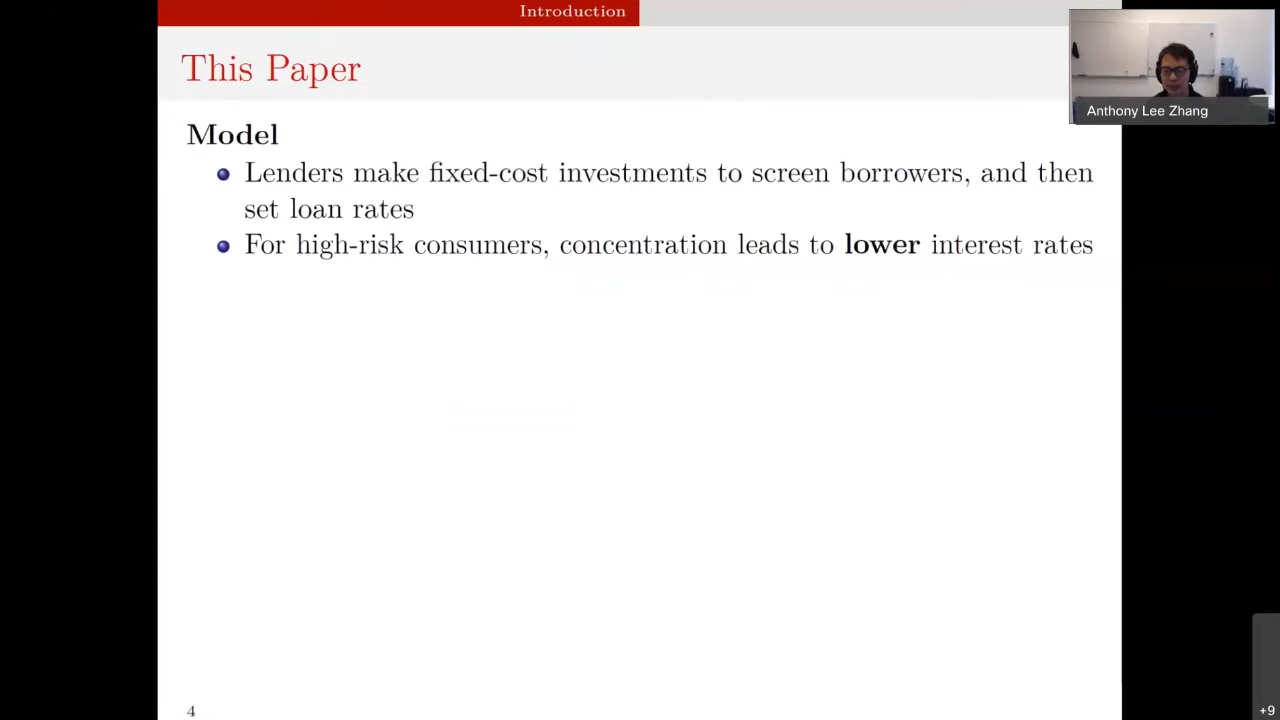 Introduction
This Paper
Anthony Lee Zhang
Model
Lenders make fixed-cost investments to screen borrowers, and then
set loan rates
For high-risk consumers, concentration leads to lower interest rates
4
+9